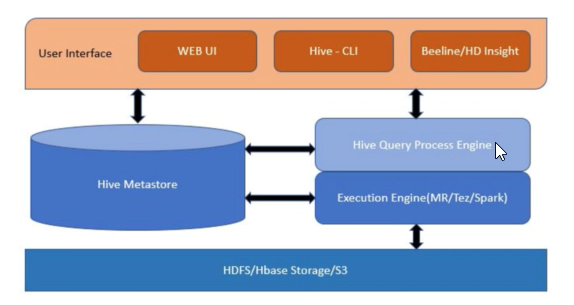 User Interface
WEB UI
Hive - CLI
Beeline/HD Insight
Hive Query Process Engine
Hive Metastore
Execution Engine(MR/Tez/Spark)
HDFS/Hbase Storage/S3